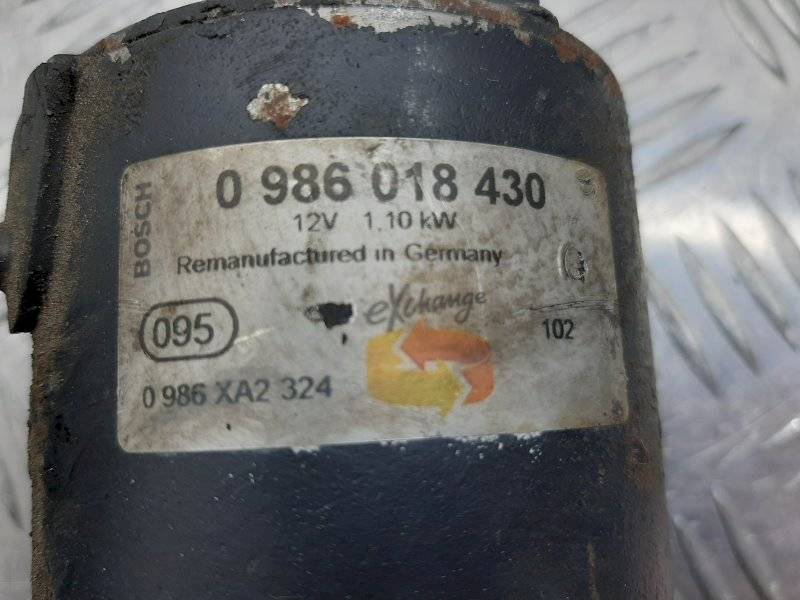 BOSCH
0 986 018 430
12V 1,10 kW
Remanufactured in Germany
eXchange
095
102
0 986 XA2 324